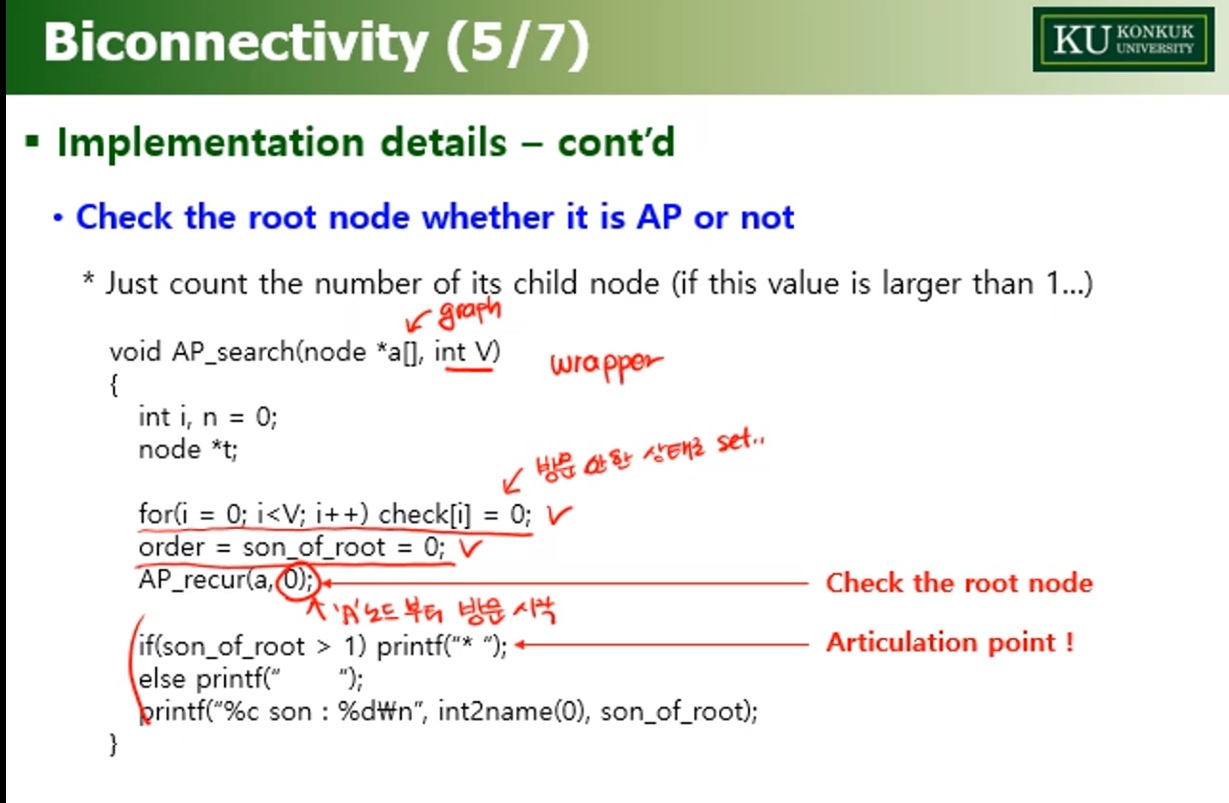 Biconnectivity (5/7)
KU KONKUK UNIVERSITY
▪ Implementation details – cont’d
• Check the root node whether it is AP or not
* Just count the number of its child node (if this value is larger than 1...)
graph
void AP_search(node *a[], int V)
wrapper
{
int i, n = 0;
node *t;
방문 안한 상태로 set..
for(i = 0; i<V; i++) check[i] = 0;
order = son_of_root = 0;
AP_recur(a, 0);
Check the root node
'A'노드 부터 방문 시작
if(son_of_root > 1) printf("* ");
Articulation point !
else printf("      ");
printf("%c son : %d₩n", int2name(0), son_of_root);
}